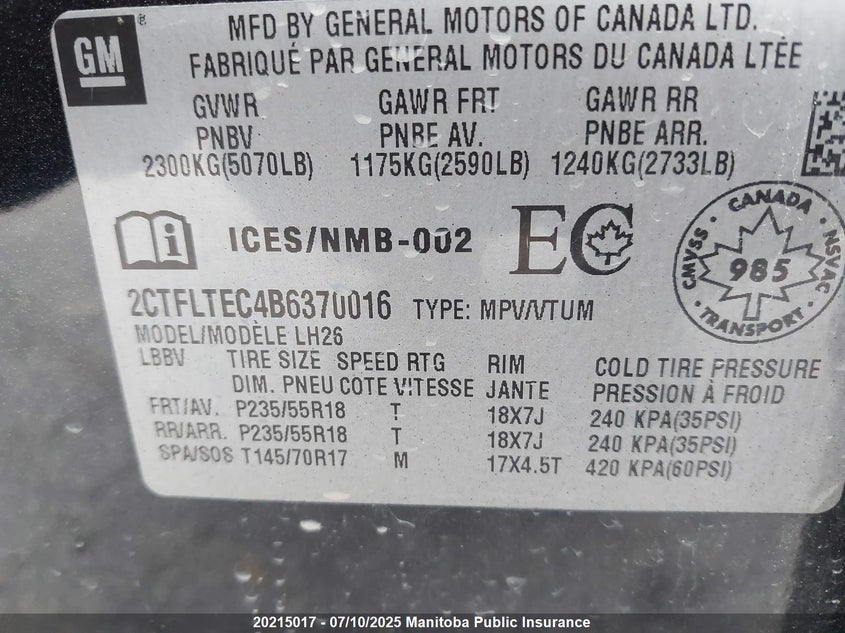 GM
MFD BY GENERAL MOTORS OF CANADA LTD.
FABRIQUÉ PAR GENERAL MOTORS DU CANADA LTÉE
GVWR GAWR FRT GAWR RR
PNBV PNBE AV. PNBE ARR.
2300KG(5070LB) 1175KG(2590LB) 1240KG(2733LB)
ICES/NMB-002 EC
CANADA
CMVSS 985 NSVAC
TRANSPORT
2CTFLTEC4B6370016 TYPE: MPV/VTUM
MODEL/MODÈLE LH26
LBBV TIRE SIZE SPEED RTG RIM COLD TIRE PRESSURE
DIM. PNEU COTE VITESSE JANTE PRESSION À FROID
FRT/AV. P235/55R18 T 18X7J 240 KPA(35PSI)
RR/ARR. P235/55R18 T 18X7J 240 KPA(35PSI)
SPA/SOS T145/70R17 M 17X4.5T 420 KPA(60PSI)
20215017 - 07/10/2025 Manitoba Public Insurance